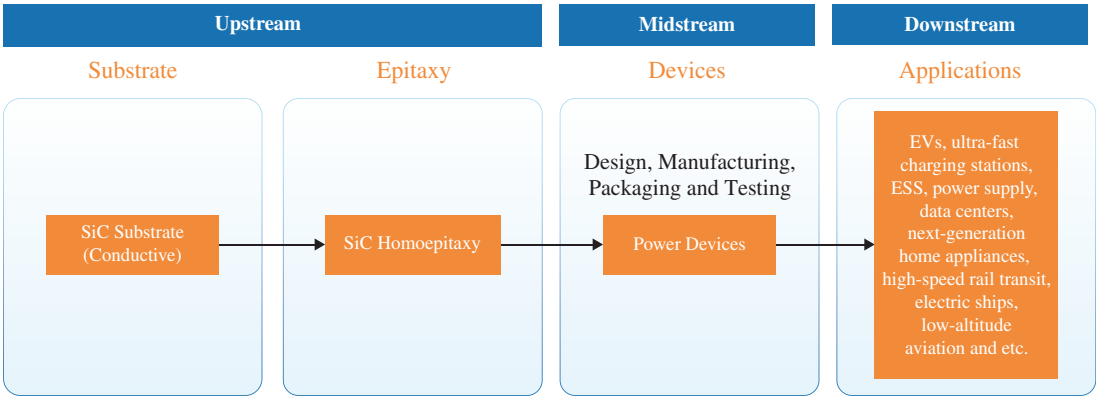 Upstream
Midstream
Downstream
Substrate
Epitaxy
Devices
Applications
SiC Substrate
(Conductive)
SiC Homoepitaxy
Design, Manufacturing,
Packaging and Testing
Power Devices
EVs, ultra-fast
charging stations,
ESS, power supply,
data centers,
next-generation
home appliances,
high-speed rail transit,
electric ships,
low-altitude
aviation and etc.